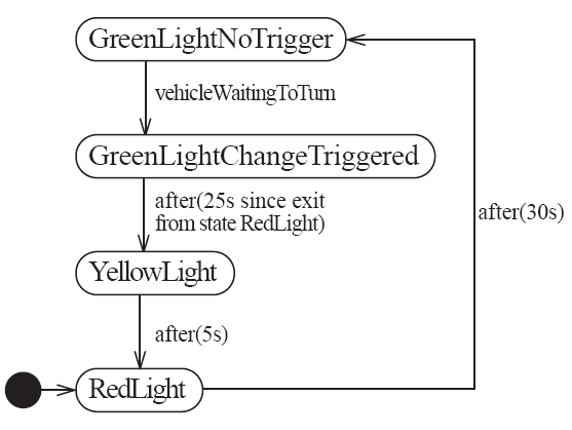 GreenLightNoTrigger
vehicleWaitingToTurn
GreenLightChangeTriggered
after(25s since exit
from state RedLight)
after(30s)
YellowLight
after(5s)
RedLight